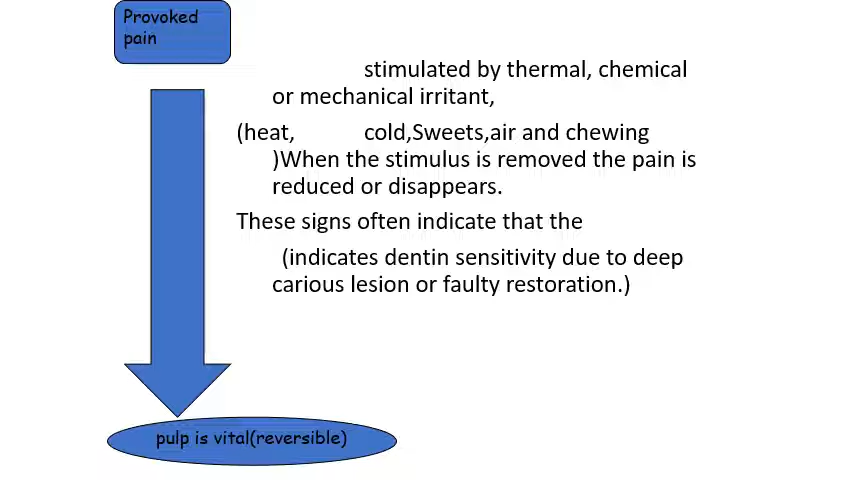 Provoked
pain
stimulated by thermal, chemical
or mechanical irritant,
(heat, cold,Sweets,air and chewing
)When the stimulus is removed the pain is
reduced or disappears.
These signs often indicate that the
(indicates dentin sensitivity due to deep
carious lesion or faulty restoration.)
pulp is vital(reversible)